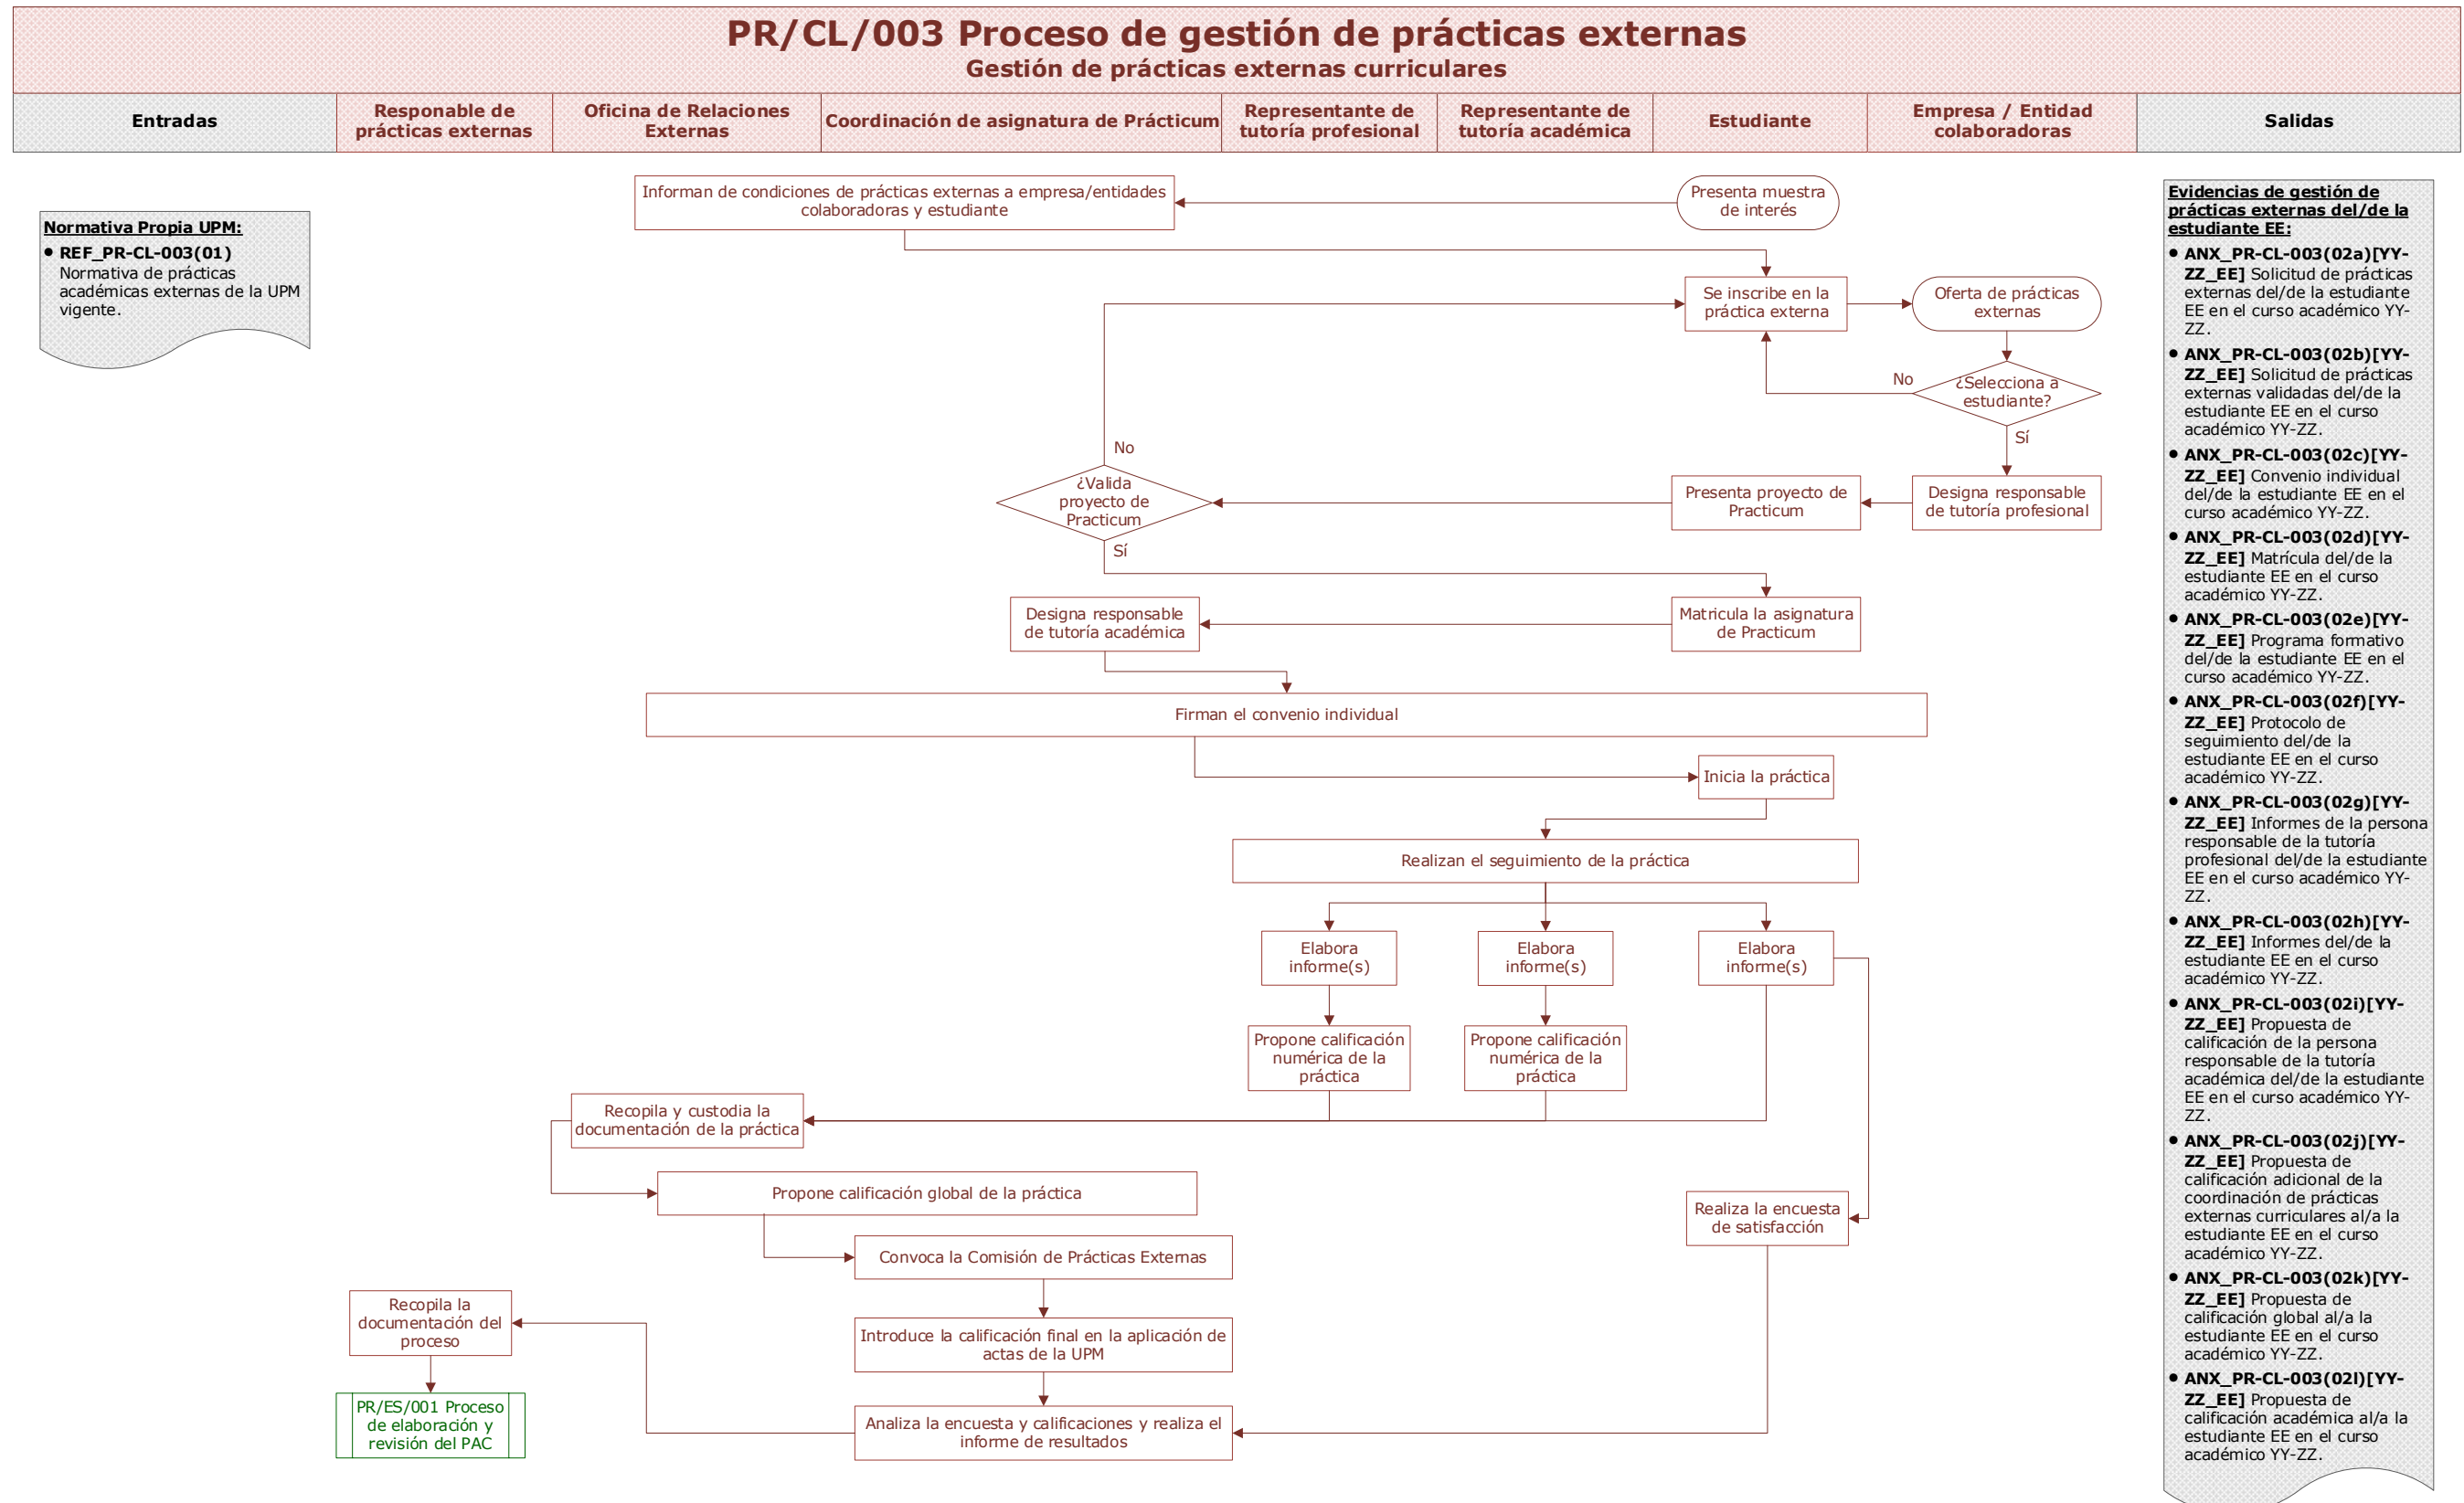 PR/CL/003 Proceso de gestión de prácticas externas
Gestión de prácticas externas curriculares
Entradas
Responable de
prácticas externas
Oficina de Relaciones
Externas
Coordinación de asignatura de Prácticum
Representante de
tutoría profesional
Representante de
tutoría académica
Estudiante
Empresa / Entidad
colaboradoras
Salidas
Normativa Propia UPM:
• REF_PR-CL-003(01)
Normativa de prácticas
académicas externas de la UPM
vigente.
Informan de condiciones de prácticas externas a empresa/entidades
colaboradoras y estudiante
Presenta muestra
de interés
Se inscribe en la
práctica externa
Oferta de prácticas
externas
¿Selecciona a
estudiante?
No
Sí
Designa responsable
de tutoría profesional
Presenta proyecto de
Practicum
¿Valida
proyecto de
Practicum
No
Sí
Matricula la asignatura
de Practicum
Designa responsable
de tutoría académica
Firman el convenio individual
Inicia la práctica
Realizan el seguimiento de la práctica
Elabora
informe(s)
Elabora
informe(s)
Elabora
informe(s)
Propone calificación
numérica de la
práctica
Propone calificación
numérica de la
práctica
Recopila y custodia la
documentación de la práctica
Propone calificación global de la práctica
Realiza la encuesta
de satisfacción
Convoca la Comisión de Prácticas Externas
Introduce la calificación final en la aplicación de
actas de la UPM
Analiza la encuesta y calificaciones y realiza el
informe de resultados
Recopila la
documentación del
proceso
PR/ES/001 Proceso
de elaboración y
revisión del PAC
Evidencias de gestión de
prácticas externas del/de la
estudiante EE:
• ANX_PR-CL-003(02a)[YY-
ZZ_EE] Solicitud de prácticas
externas del/de la estudiante
EE en el curso académico YY-
ZZ.
• ANX_PR-CL-003(02b)[YY-
ZZ_EE] Solicitud de prácticas
externas validadas del/de la
estudiante EE en el curso
académico YY-ZZ.
• ANX_PR-CL-003(02c)[YY-
ZZ_EE] Convenio individual
del/de la estudiante EE en el
curso académico YY-ZZ.
• ANX_PR-CL-003(02d)[YY-
ZZ_EE] Matrícula del/de la
estudiante EE en el curso
académico YY-ZZ.
• ANX_PR-CL-003(02e)[YY-
ZZ_EE] Programa formativo
del/de la estudiante EE en el
curso académico YY-ZZ.
• ANX_PR-CL-003(02f)[YY-
ZZ_EE] Protocolo de
seguimiento del/de la
estudiante EE en el curso
académico YY-ZZ.
• ANX_PR-CL-003(02g)[YY-
ZZ_EE] Informes de la persona
responsable de la tutoría
profesional del/de la estudiante
EE en el curso académico YY-
ZZ.
• ANX_PR-CL-003(02h)[YY-
ZZ_EE] Informes del/de la
estudiante EE en el curso
académico YY-ZZ.
• ANX_PR-CL-003(02i)[YY-
ZZ_EE] Propuesta de
calificación de la persona
responsable de la tutoría
académica del/de la estudiante
EE en el curso académico YY-
ZZ.
• ANX_PR-CL-003(02j)[YY-
ZZ_EE] Propuesta de
calificación adicional de la
coordinación de prácticas
externas curriculares al/a la
estudiante EE en el curso
académico YY-ZZ.
• ANX_PR-CL-003(02k)[YY-
ZZ_EE] Propuesta de
calificación global al/a la
estudiante EE en el curso
académico YY-ZZ.
• ANX_PR-CL-003(02l)[YY-
ZZ_EE] Propuesta de
calificación académica al/a la
estudiante EE en el curso
académico YY-ZZ.